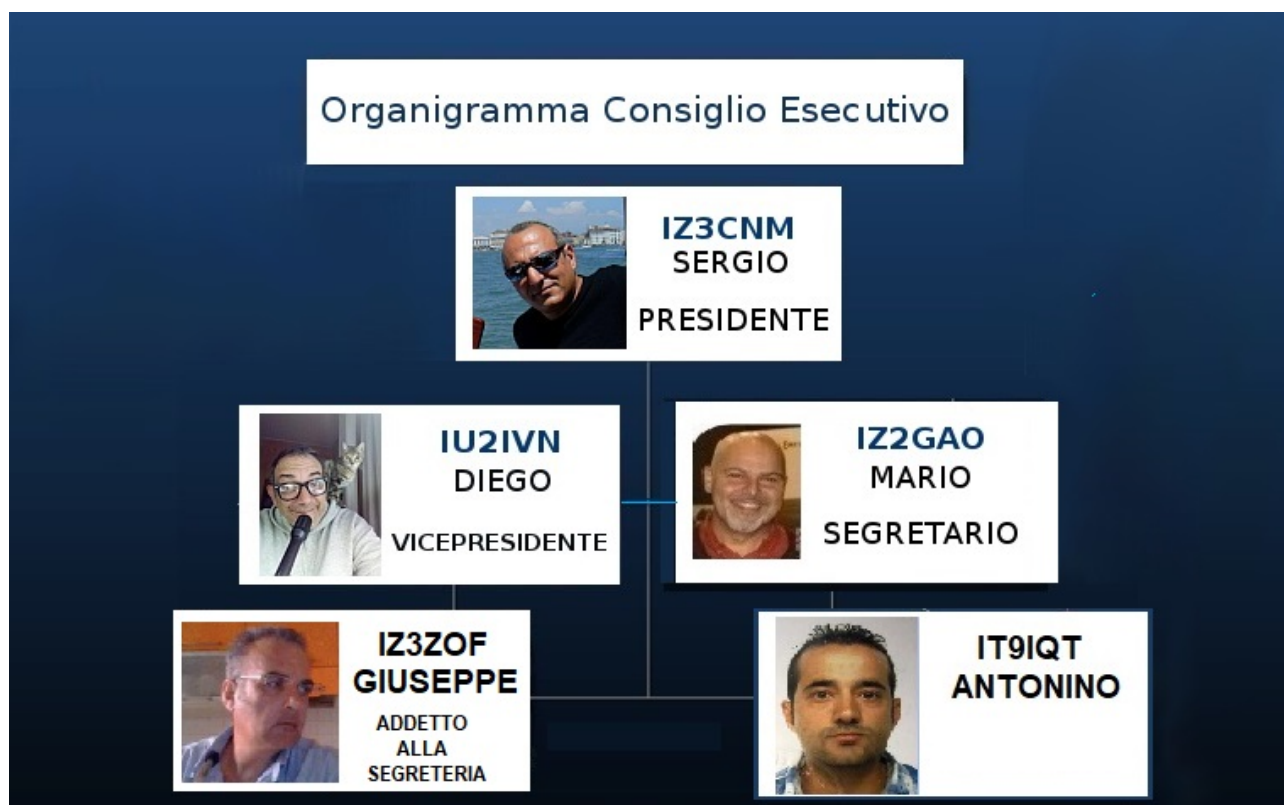 Organigramma Consiglio Esecutivo
IZ3CNM
SERGIO
PRESIDENTE
IU2IVN
DIEGO
VICEPRESIDENTE
IZ2GAO
MARIO
SEGRETARIO
IZ3ZOF
GIUSEPPE
ADDETTO
ALLA
SEGRETERIA
IT9IQT
ANTONINO